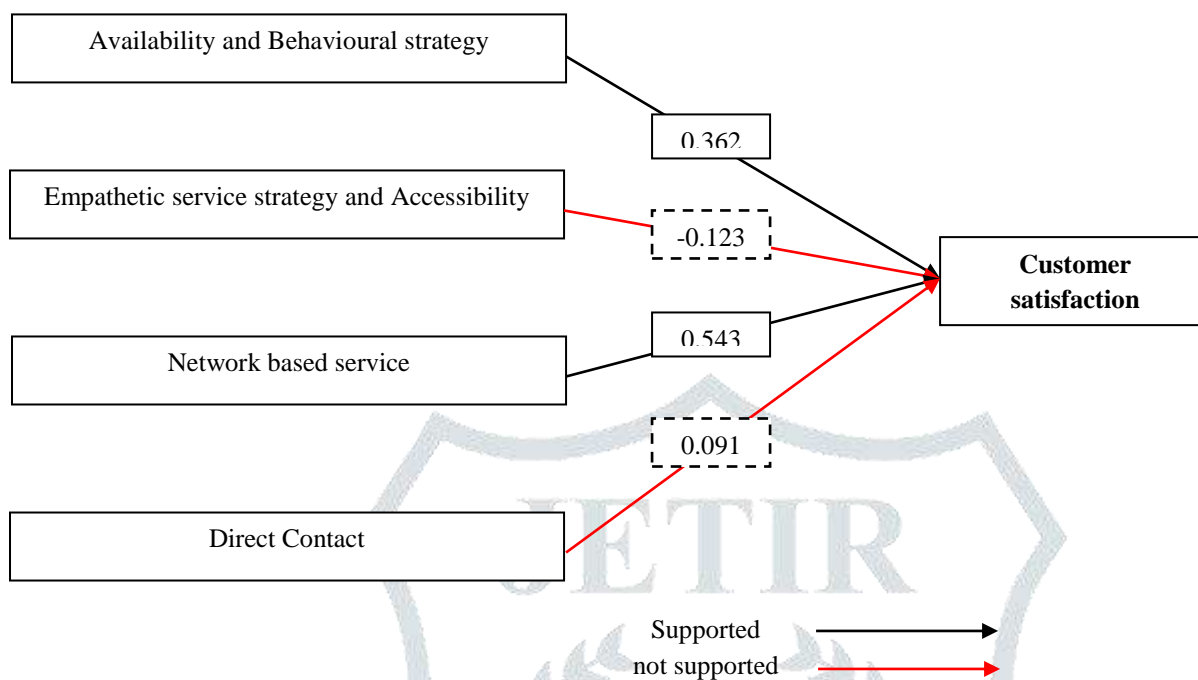 Availability and Behavioural strategy
0.362
Empathetic service strategy and Accessibility
-0.123
Customer
satisfaction
0.543
Network based service
0.091
JETIR
Direct Contact
Supported
not supported